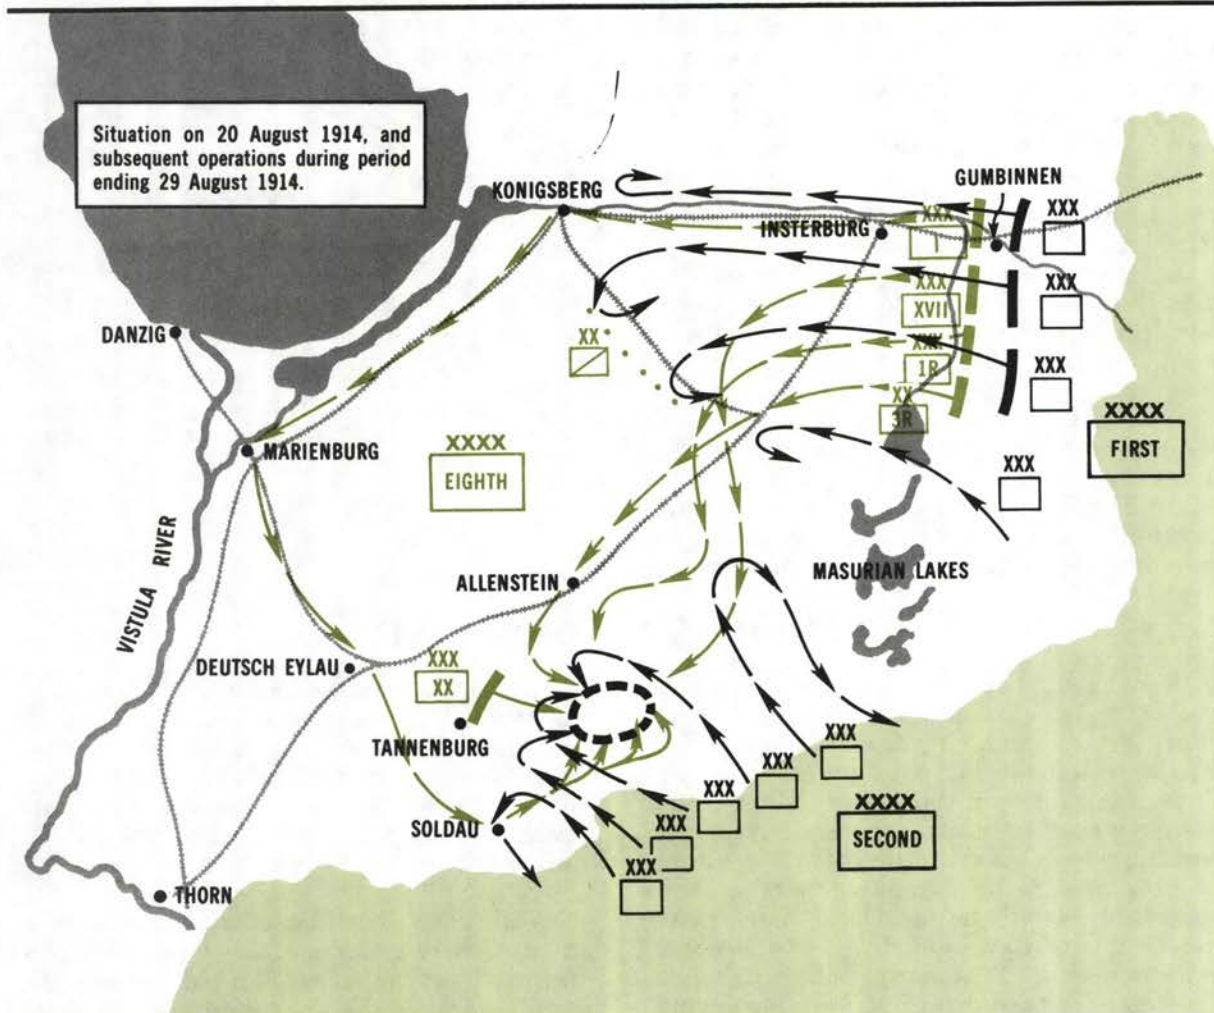 Situation on 20 August 1914, and
subsequent operations during period
ending 29 August 1914.
KONIGSBERG
GUMBINNEN
XXX
I
XXX
INSTERBURG
XXX
XVII
XXX
DANZIG
XX
XXX
1R
XXX
XX
3R
XXXX
FIRST
MARIENBURG
XXXX
EIGHTH
XXX
VISTULA RIVER
ALLENSTEIN
MASURIAN LAKES
DEUTSCH EYLAU
XXX
XX
TANNENBURG
XXX
XXX
XXX
XXXX
SECOND
SOLDAU
XXX
XXX
THORN